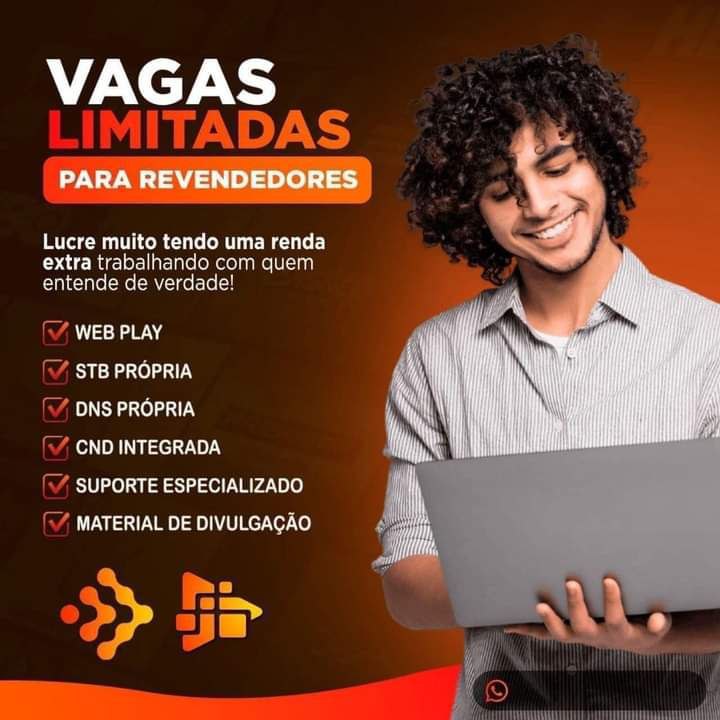 VAGAS
LIMITADAS
PARA REVENDEDORES
Lucre muito tendo uma renda
extra trabalhando com quem
entende de verdade!
WEB PLAY
STB PRÓPRIA
DNS PRÓPRIA
CND INTEGRADA
SUPORTE ESPECIALIZADO
MATERIAL DE DIVULGAÇÃO